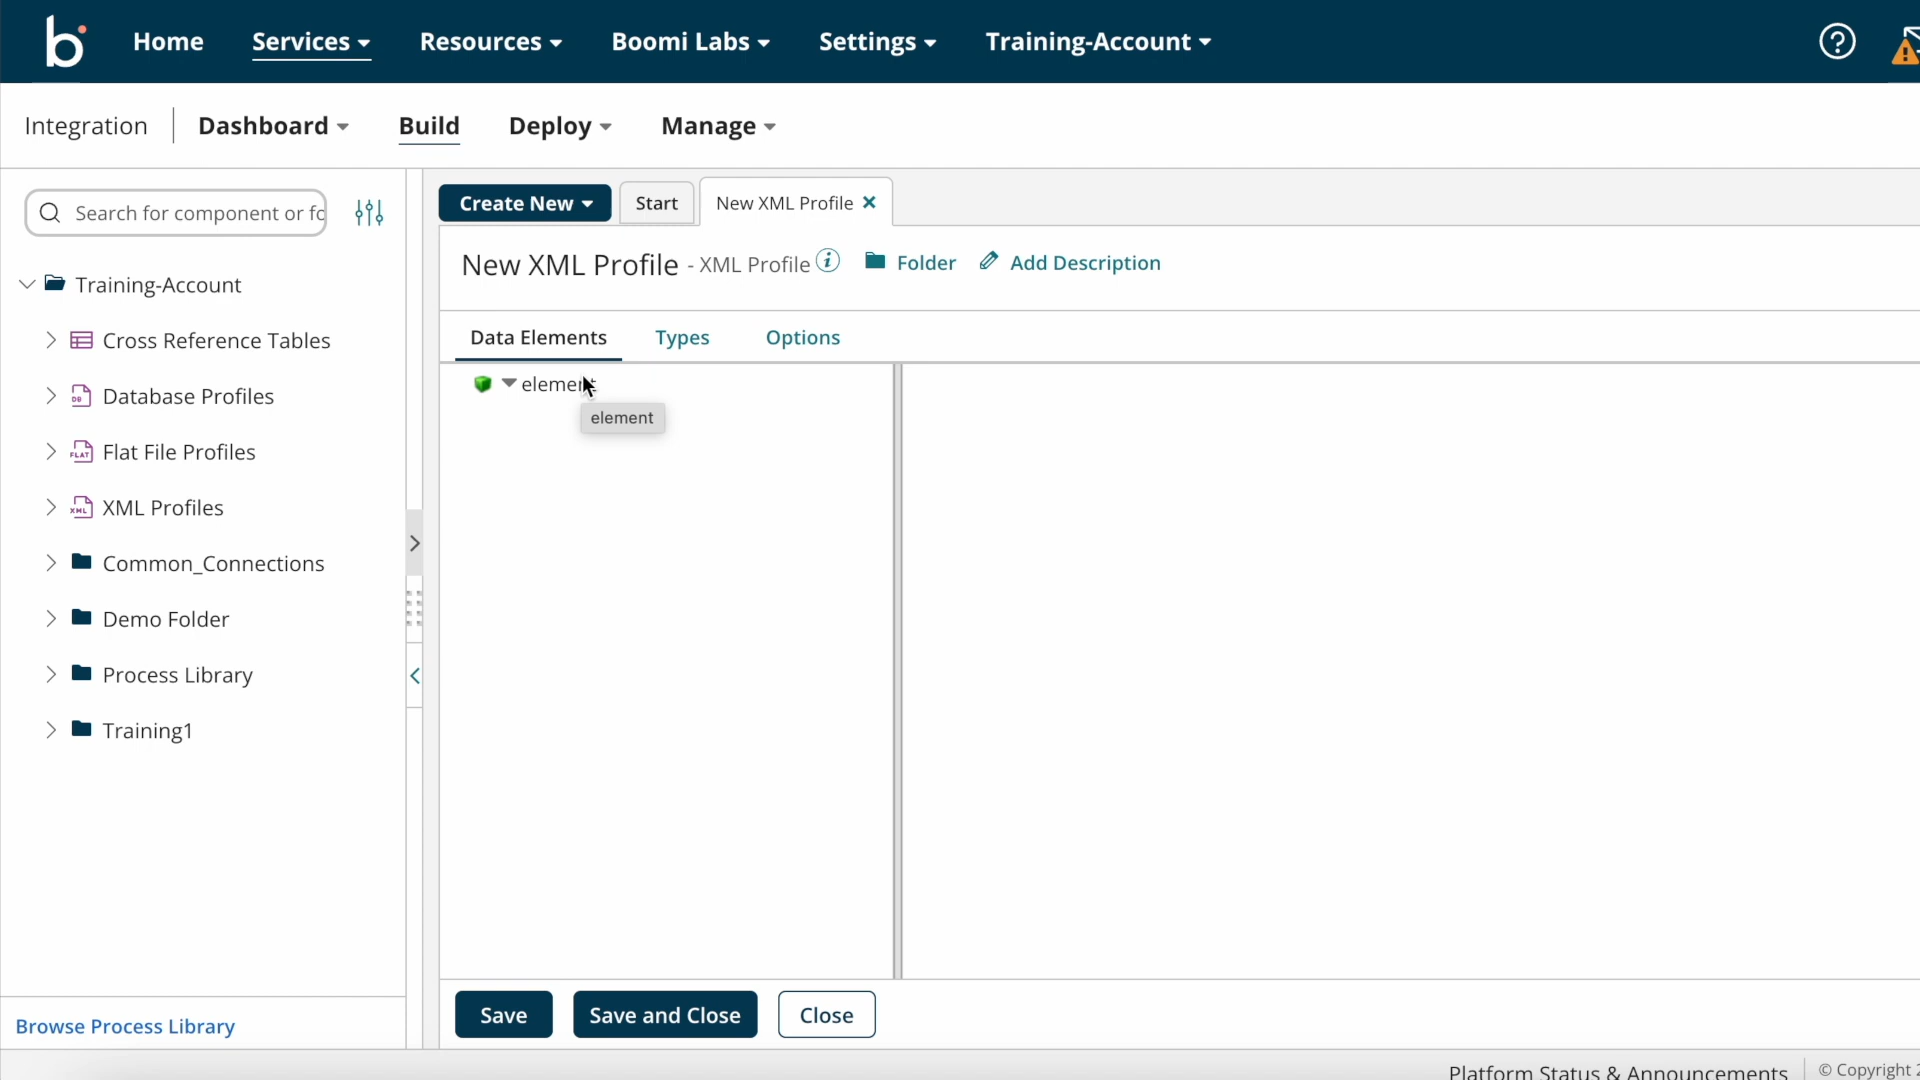 b Home Services Resources Boomi Labs Settings Training-Account
Integration Dashboard Build Deploy Manage
Search for component or fo
Create New Start New XML Profile
New XML Profile - XML Profile Folder Add Description
Training-Account
Data Elements Types Options
Cross Reference Tables
element
element
Database Profiles
Flat File Profiles
XML Profiles
Common_Connections
Demo Folder
Process Library
Training1
Save Save and Close Close
Browse Process Library
Platform Status & Announcements © Copyright 2